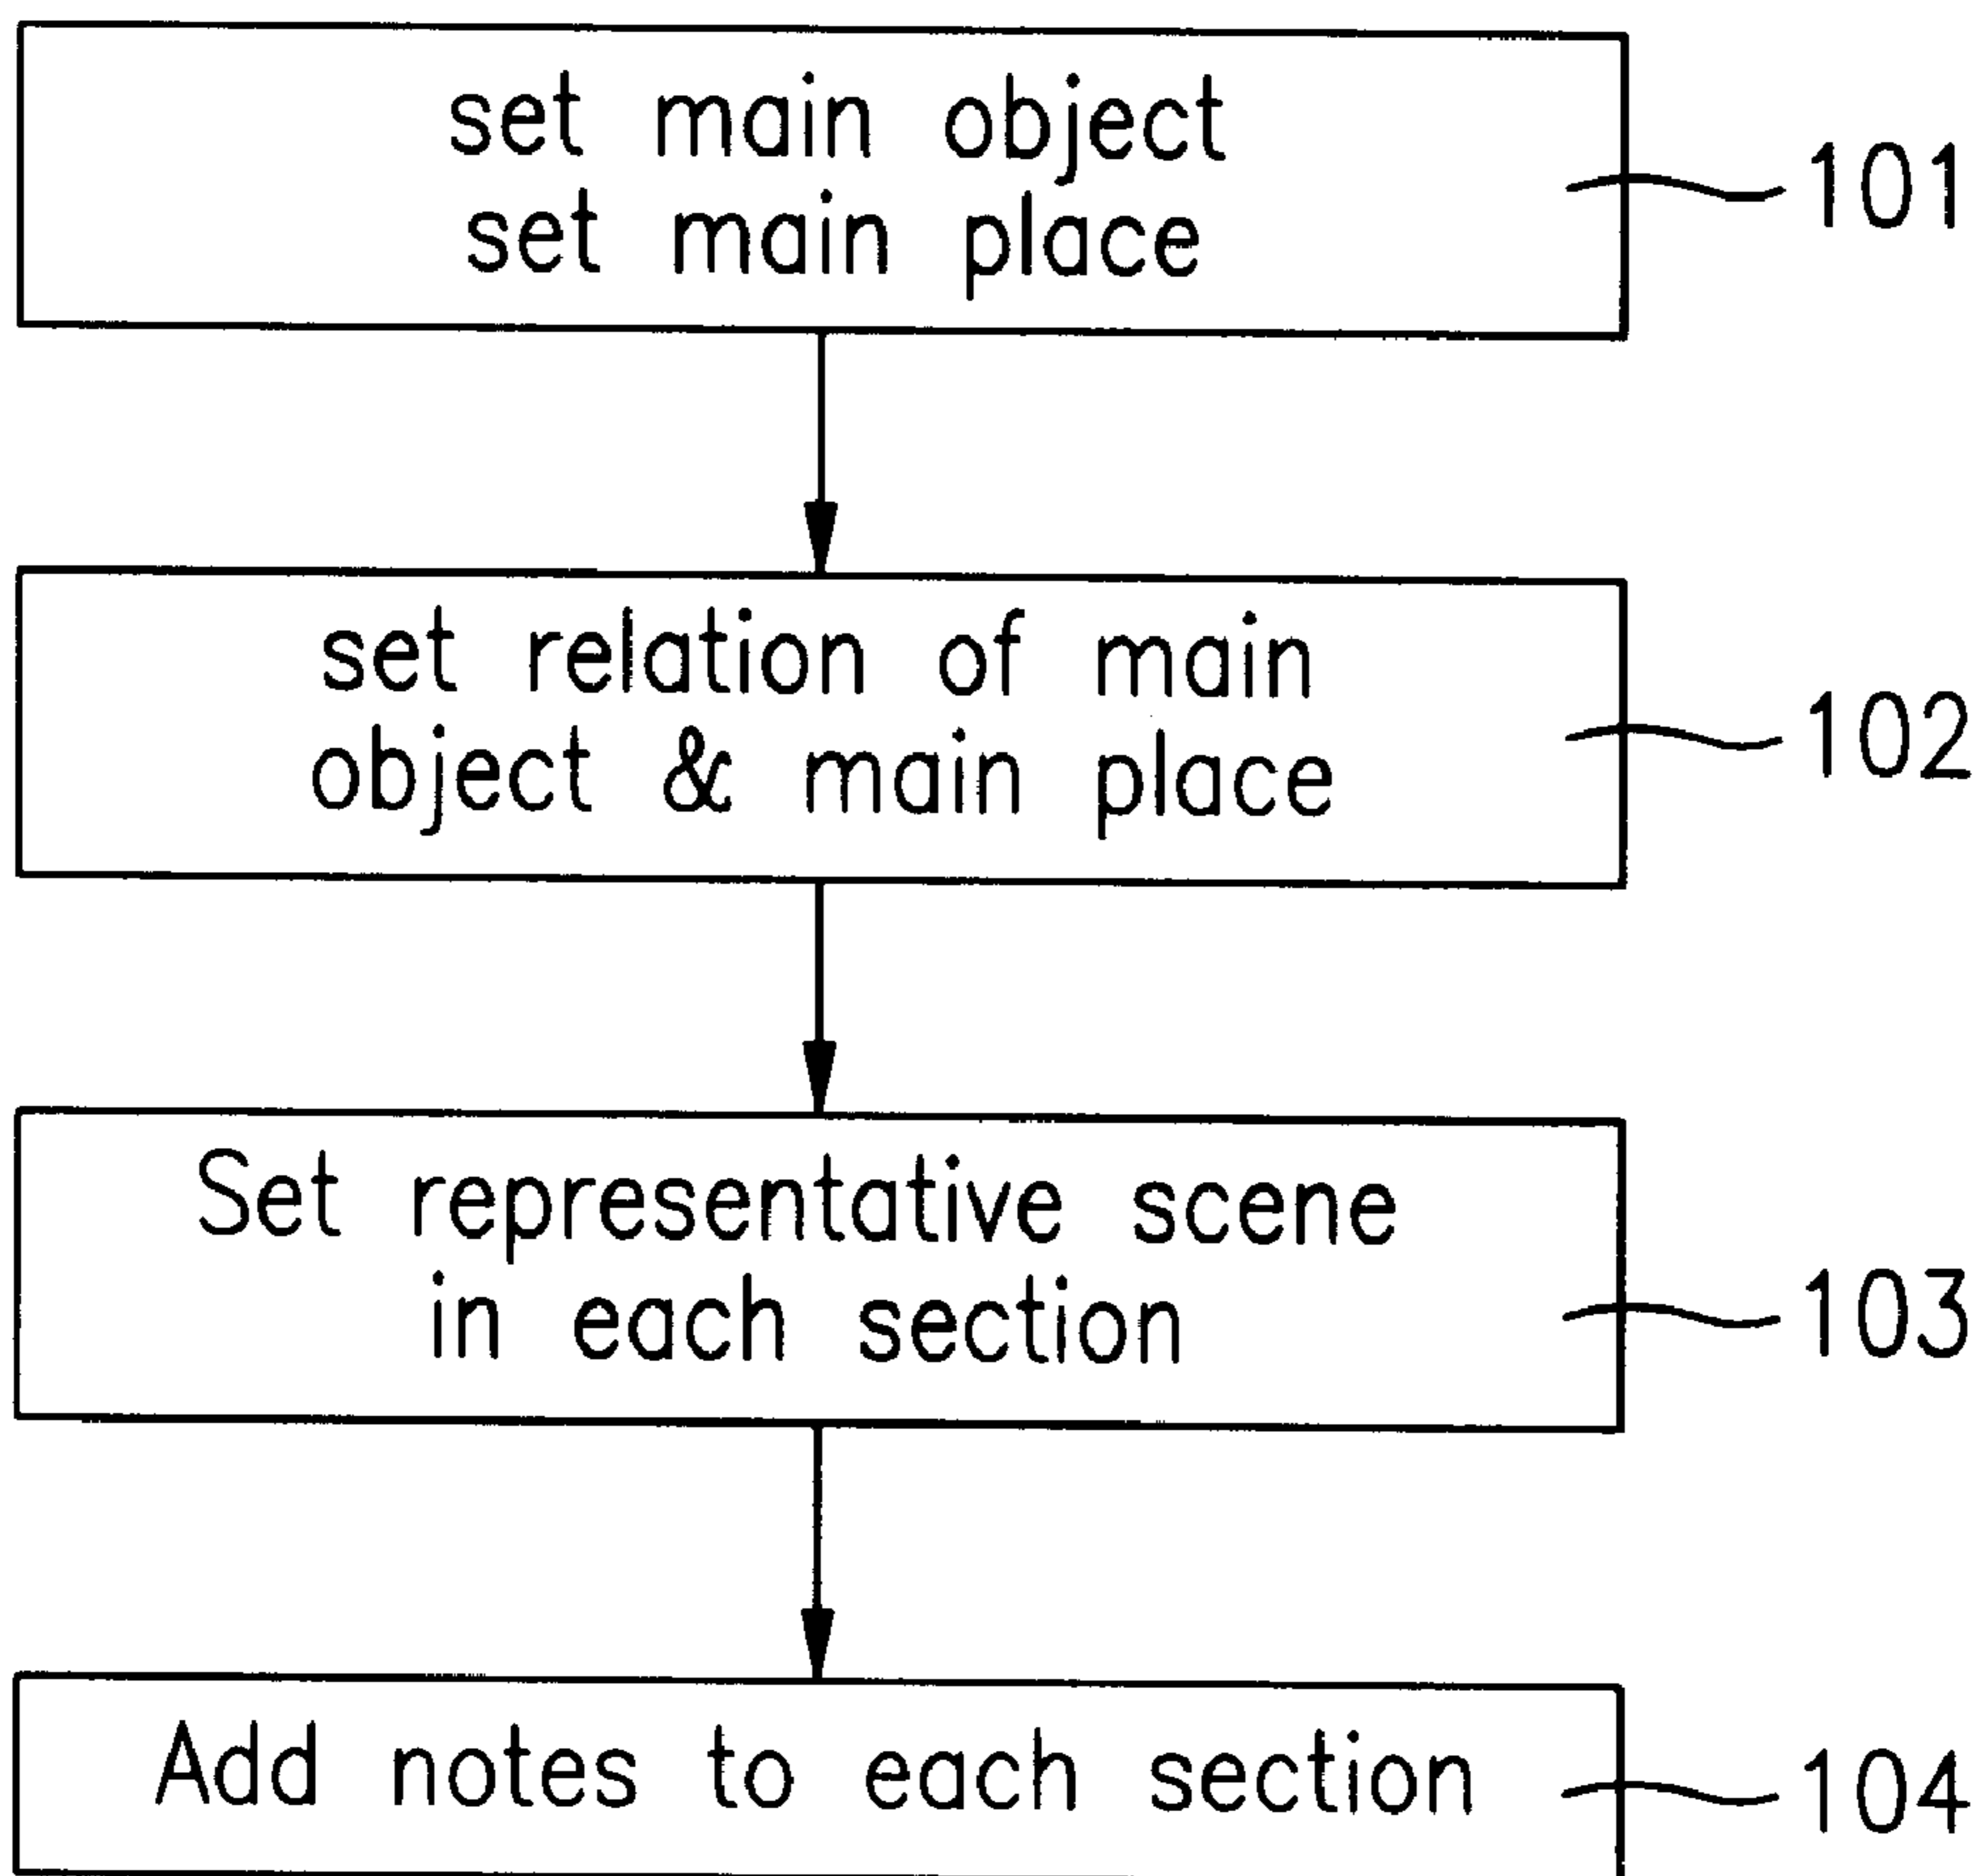 set main object
set main place
101
set relation of main
object & main place
102
Set representative scene
in each section
103
Add notes to each section
104